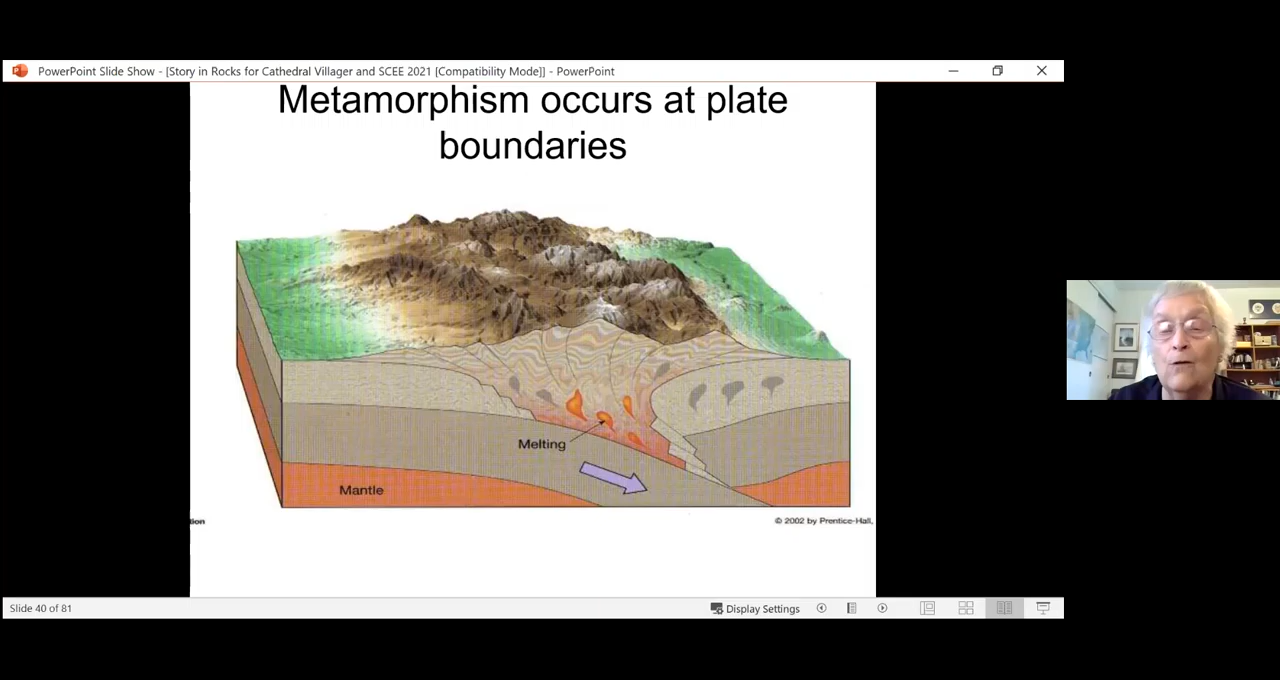 PowerPoint Slide Show - [Story in Rocks for Cathedral Villager and SCEE 2021 [Compatibility Mode]] - PowerPoint
Metamorphism occurs at plate
boundaries
Melting
Mantle
tion
© 2002 by Prentice-Hall,
Slide 40 of 81
Display Settings